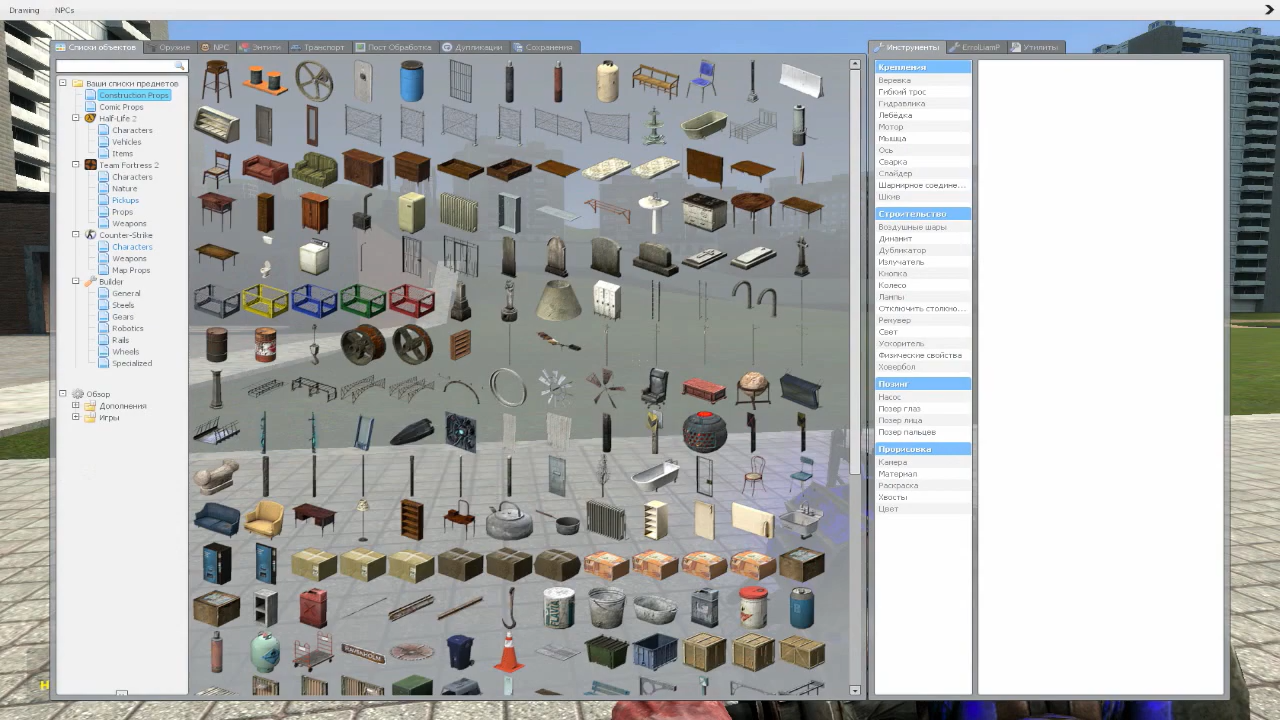 Drawing NPCs
Списки объектов Оружие NPC Энтити Транспорт Пост Обработка Дупликации Сохранения
Инструменты ErrolLiamP Утилиты
Ваши списки предметов
Construction Props
Comic Props
Half-Life 2
Characters
Vehicles
Items
Team Fortress 2
Characters
Nature
Pickups
Props
Weapons
Counter-Strike
Characters
Weapons
Map Props
Builder
General
Steels
Gears
Robotics
Rails
Wheels
Specialized
Обзор
Дополнения
Игры
RAVENHOLM
Крепления
Веревка
Гибкий трос
Гидравлика
Лебёдка
Мотор
Мышца
Ось
Сварка
Слайдер
Шарнирное соедине...
Шкив
Строительство
Воздушные шары
Динамит
Дубликатор
Излучатель
Кнопка
Колесо
Лампы
Отключить столкно...
Ремувер
Свет
Ускоритель
Физические свойства
Ховербол
Позинг
Насос
Позер глаз
Позер лица
Позер пальцев
Прорисовка
Камера
Материал
Раскраска
Хвосты
Цвет